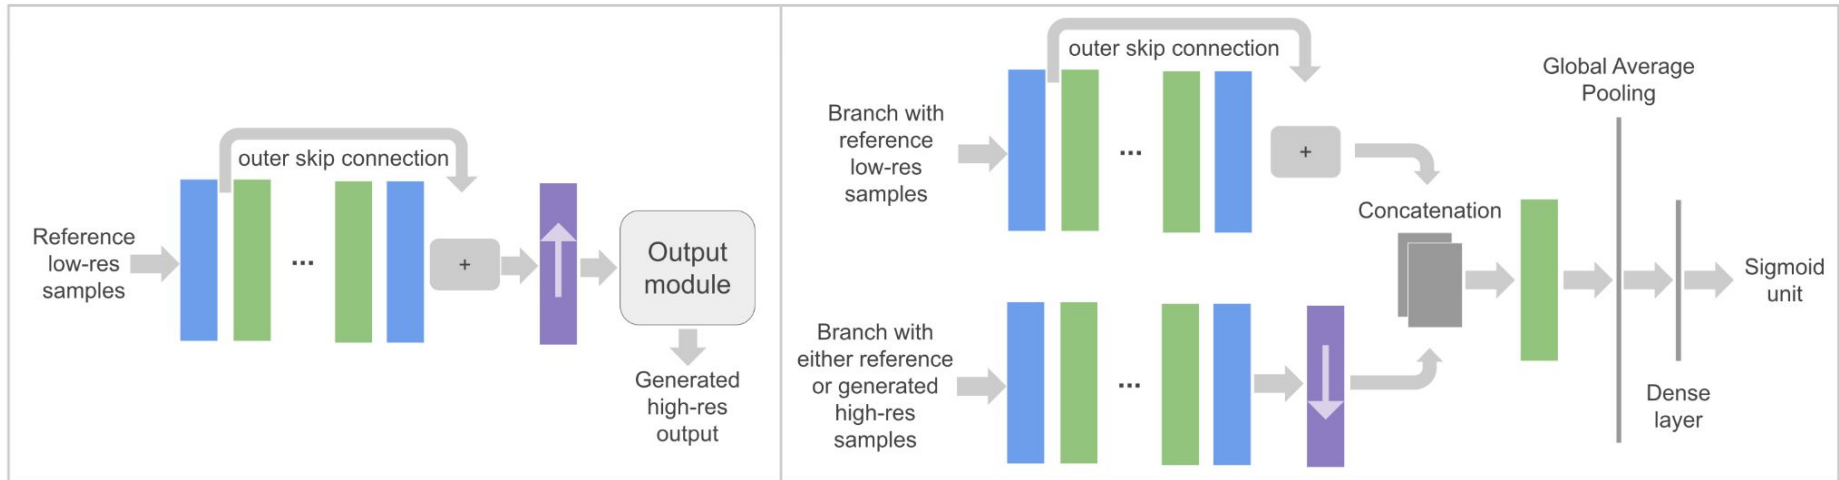 outer skip connection
Reference
low-res
samples
...
+
Output
module
Generated
high-res
output
outer skip connection
Branch with
reference
low-res
samples
...
+
Concatenation
Branch with
either reference
or generated
high-res
samples
...
Global Average
Pooling
Dense
layer
Sigmoid
unit